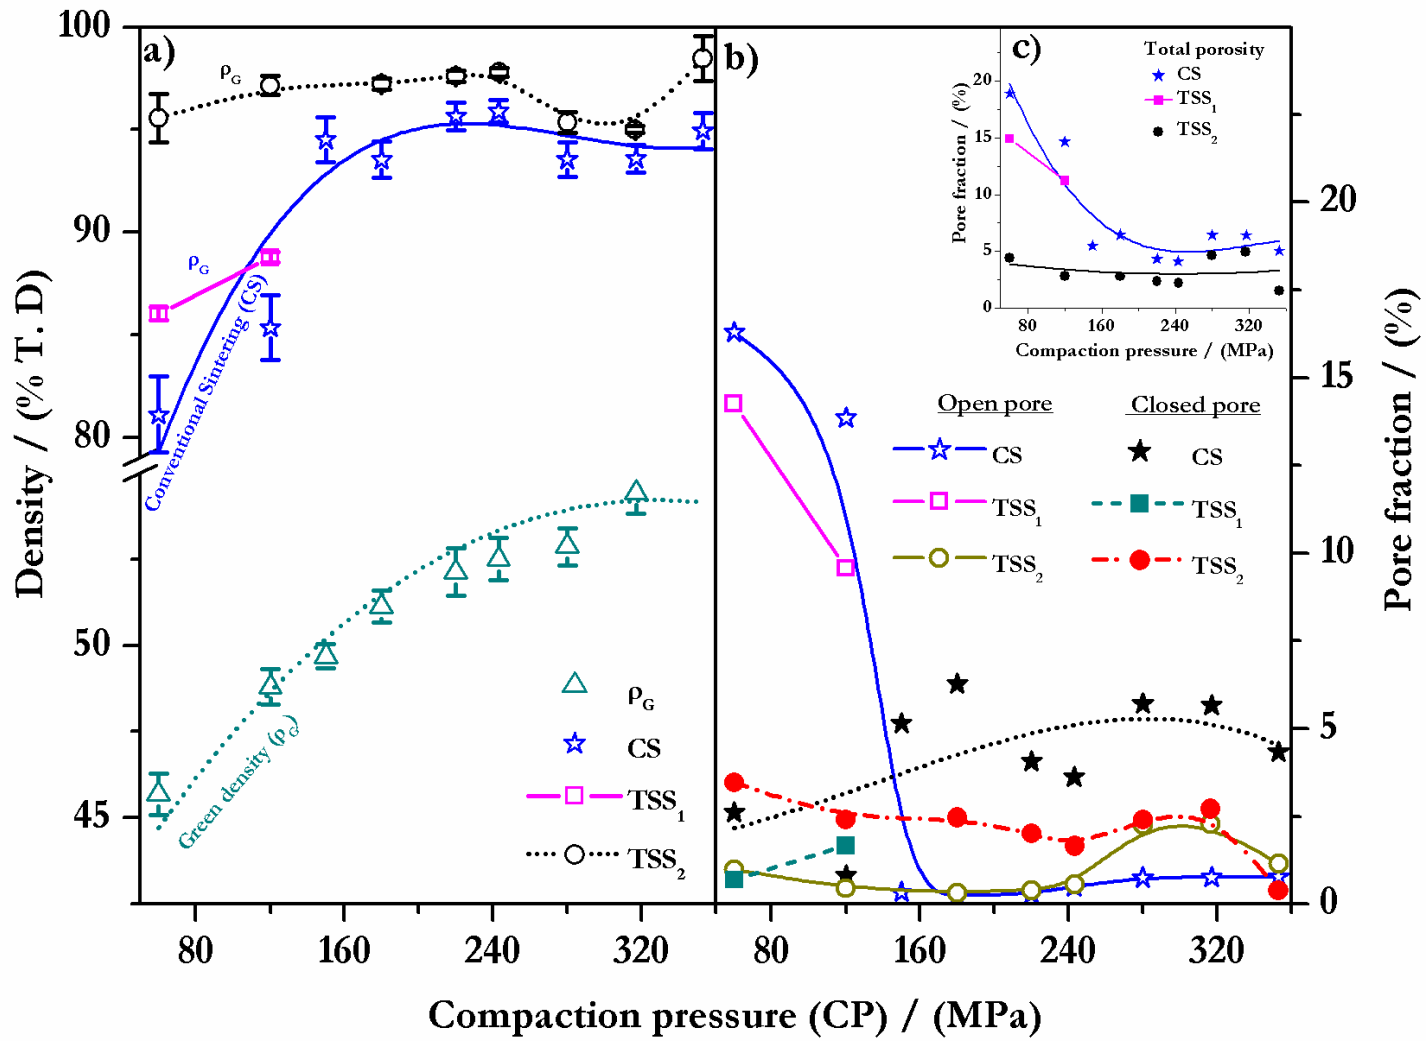 a)
100
90
80
50
45
Density / (% T. D)
ρG
ρG
Conventional Sintering (CS)
Green density (ρG)
ρG
CS
TSS1
TSS2
80
160
240
320
b)
c)
Total porosity
CS
TSS1
TSS2
20
15
10
5
0
Pore fraction / (%)
80
160
240
320
Compaction pressure / (MPa)
Open pore
Closed pore
CS
CS
TSS1
TSS1
TSS2
TSS2
20
15
10
5
0
Pore fraction / (%)
80
160
240
320
Compaction pressure (CP) / (MPa)